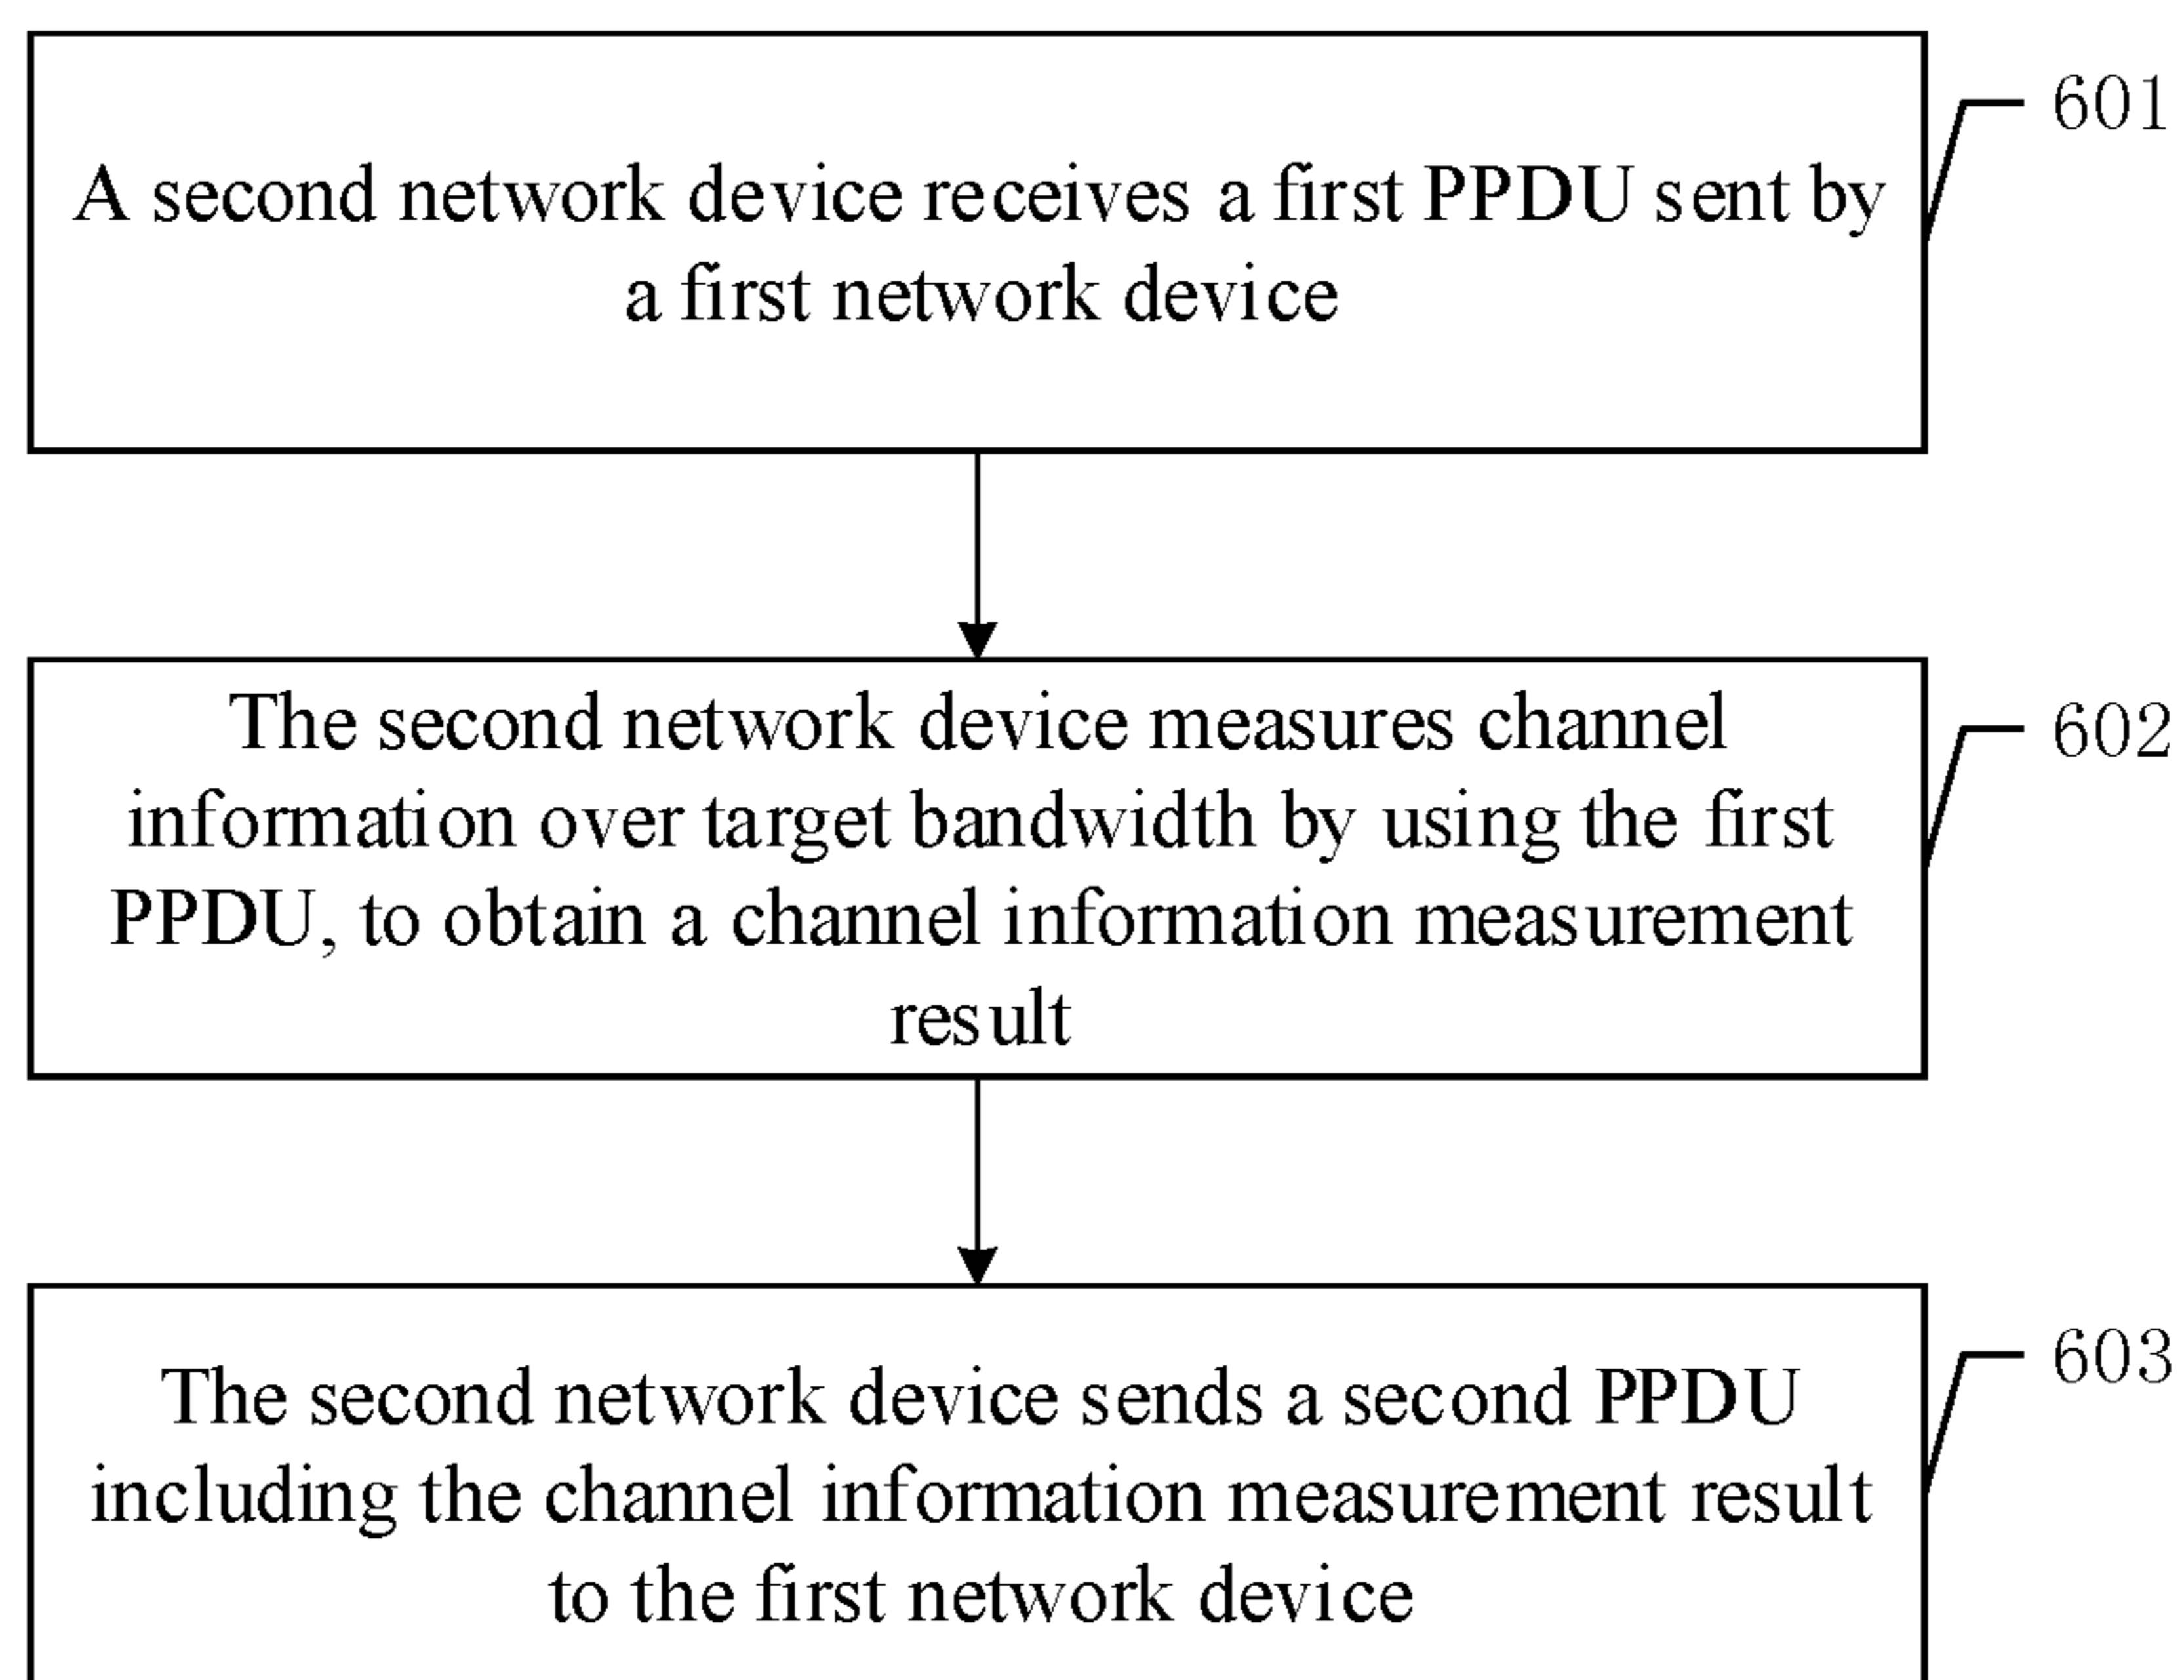 A second network device receives a first PPDU sent by
a first network device
601
The second network device measures channel
information over target bandwidth by using the first
PPDU, to obtain a channel information measurement
result
602
The second network device sends a second PPDU
including the channel information measurement result
to the first network device
603